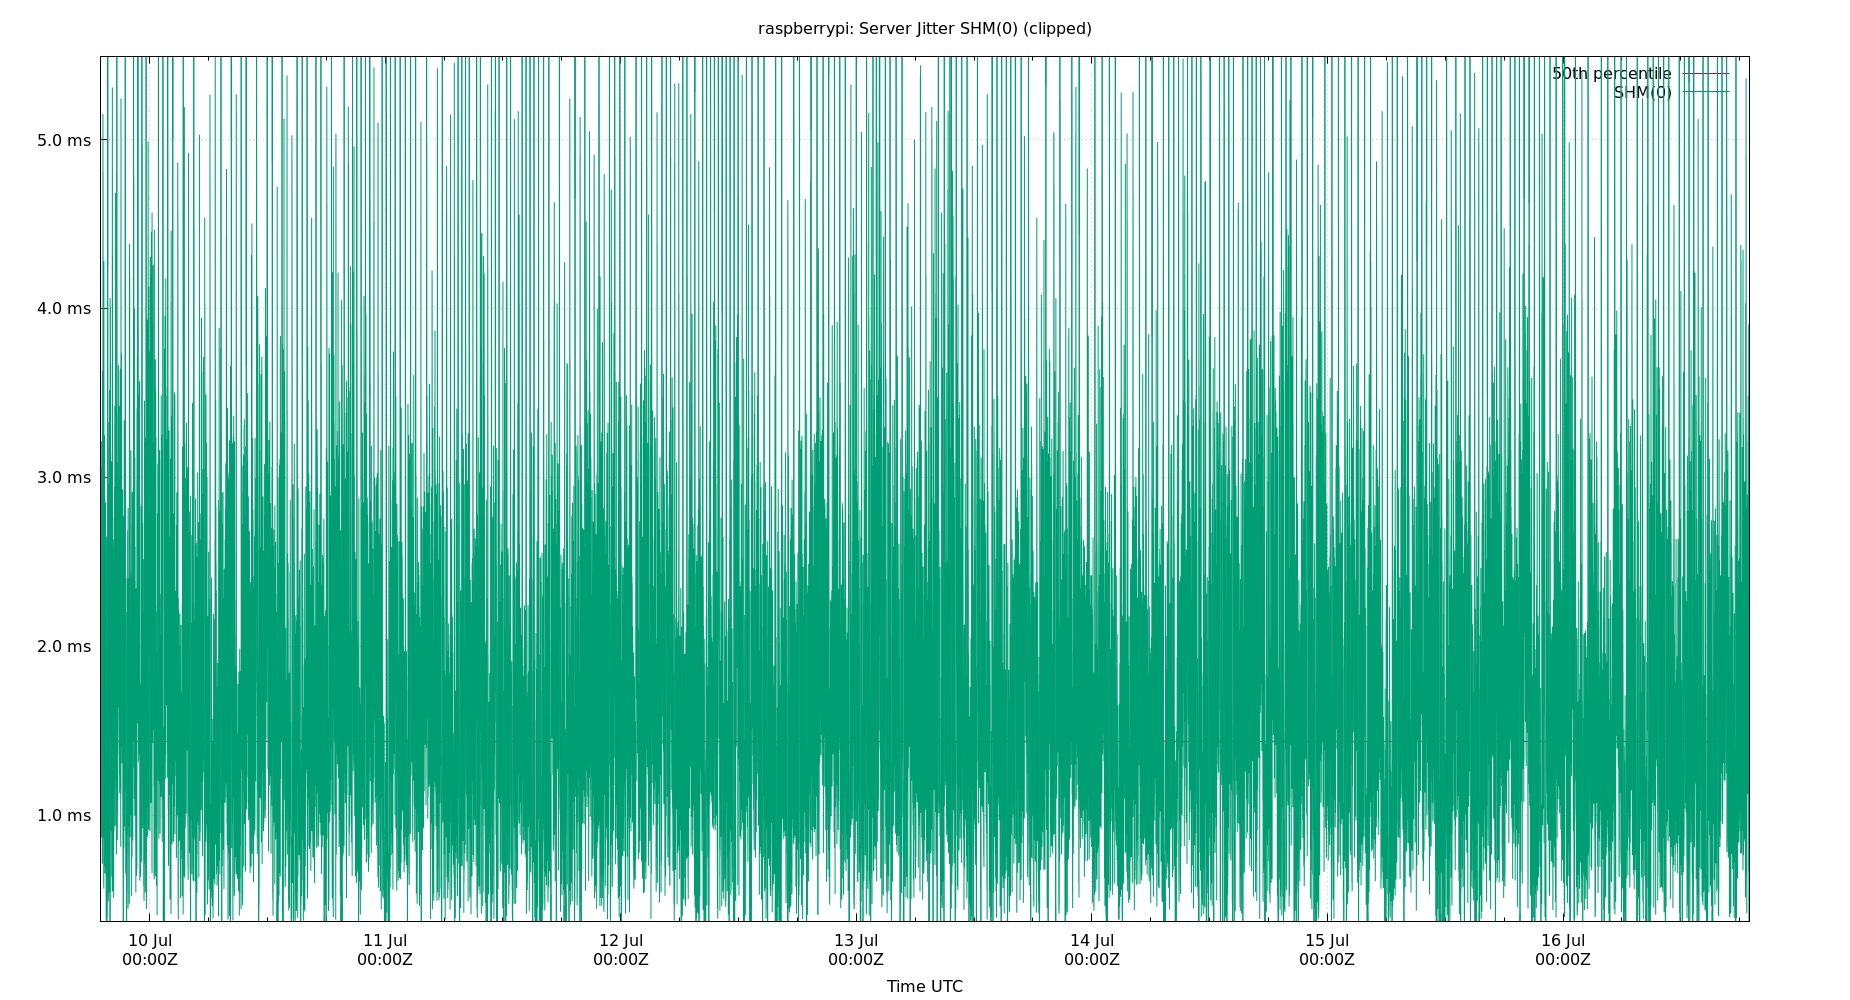 raspberrypi: Server Jitter SHM(0) (clipped)
50th percentile
SHM(0)
5.0 ms
4.0 ms
3.0 ms
2.0 ms
1.0 ms
10 Jul 11 Jul 12 Jul 13 Jul 14 Jul 15 Jul 16 Jul
00:00Z 00:00Z 00:00Z 00:00Z 00:00Z 00:00Z 00:00Z
Time UTC